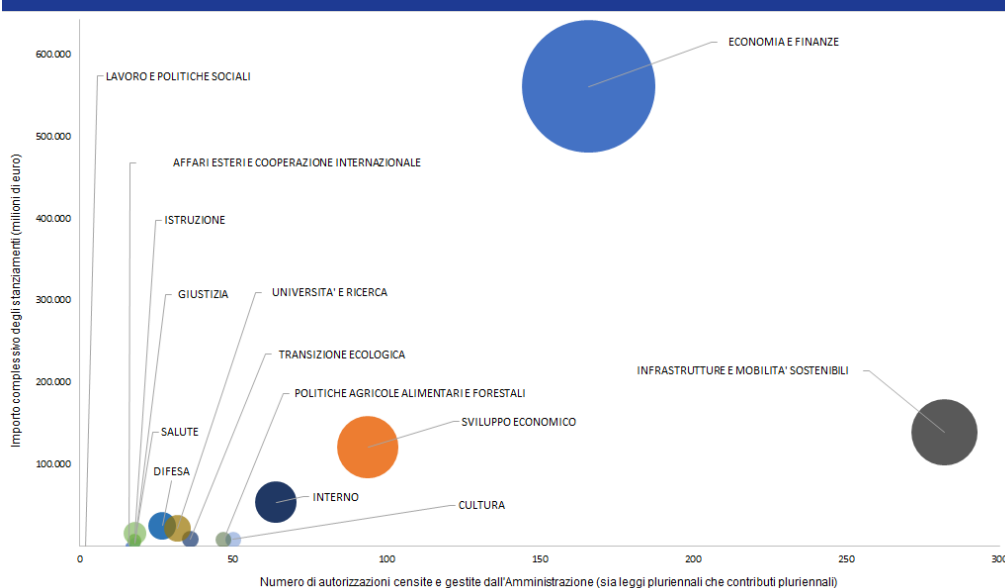 600.000
ECONOMIA E FINANZE
LAVORO E POLITICHE SOCIALI
500.000
AFFARI ESTERI E COOPERAZIONE INTERNAZIONALE
400.000
ISTRUZIONE
300.000
GIUSTIZIA
UNIVERSITA' E RICERCA
TRANSIZIONE ECOLOGICA
200.000
INFRASTRUTTURE E MOBILITA' SOSTENIBILI
POLITICHE AGRICOLE ALIMENTARI E FORESTALI
SVILUPPO ECONOMICO
SALUTE
100.000
DIFESA
INTERNO
CULTURA
Importo complessivo degli stanziamenti (milioni di euro)
0 50 100 150 200 250 300
Numero di autorizzazioni censite e gestite dall'Amministrazione (sia leggi pluriennali che contributi pluriennali)